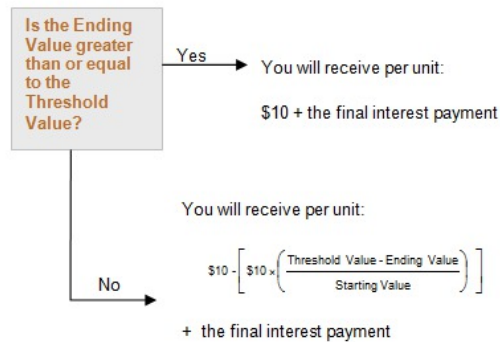 Is the Ending
Value greater
than or equal
to the
Threshold
Value?
Yes
You will receive per unit:
$10 + the final interest payment
You will receive per unit:
$10 - [ $10 × ( Threshold Value - Ending Value
Starting Value ) ]
No
+ the final interest payment